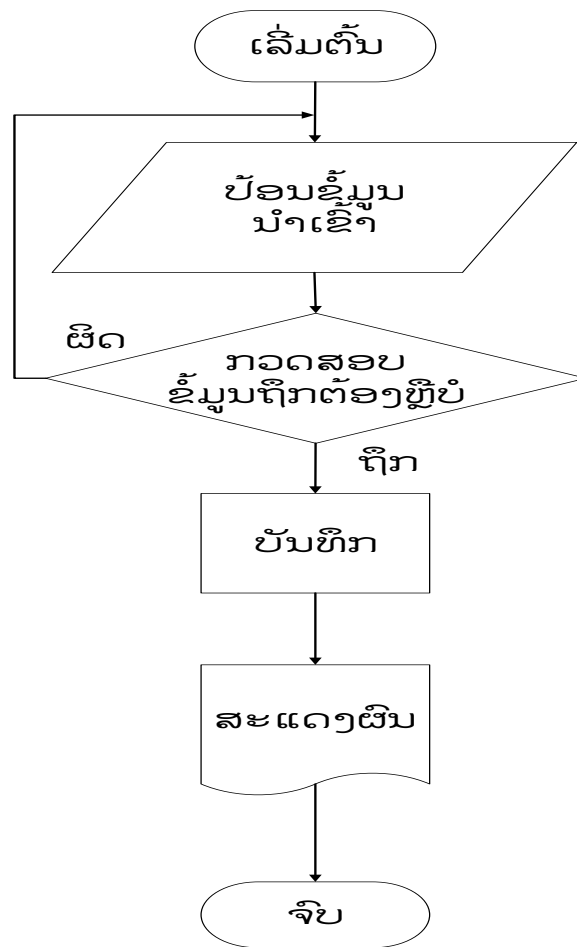 ເລີ່ມຕົ້ນ
ປ້ອນຂໍ້ມູນ
ນຳເຂົ້າ
ຜິດ
ກວດສອບ
ຂໍ້ມູນຖືກຕ້ອງຫຼືບໍ່
ຖືກ
ບັນທຶກ
ສະແດງຜົນ
ຈົບ